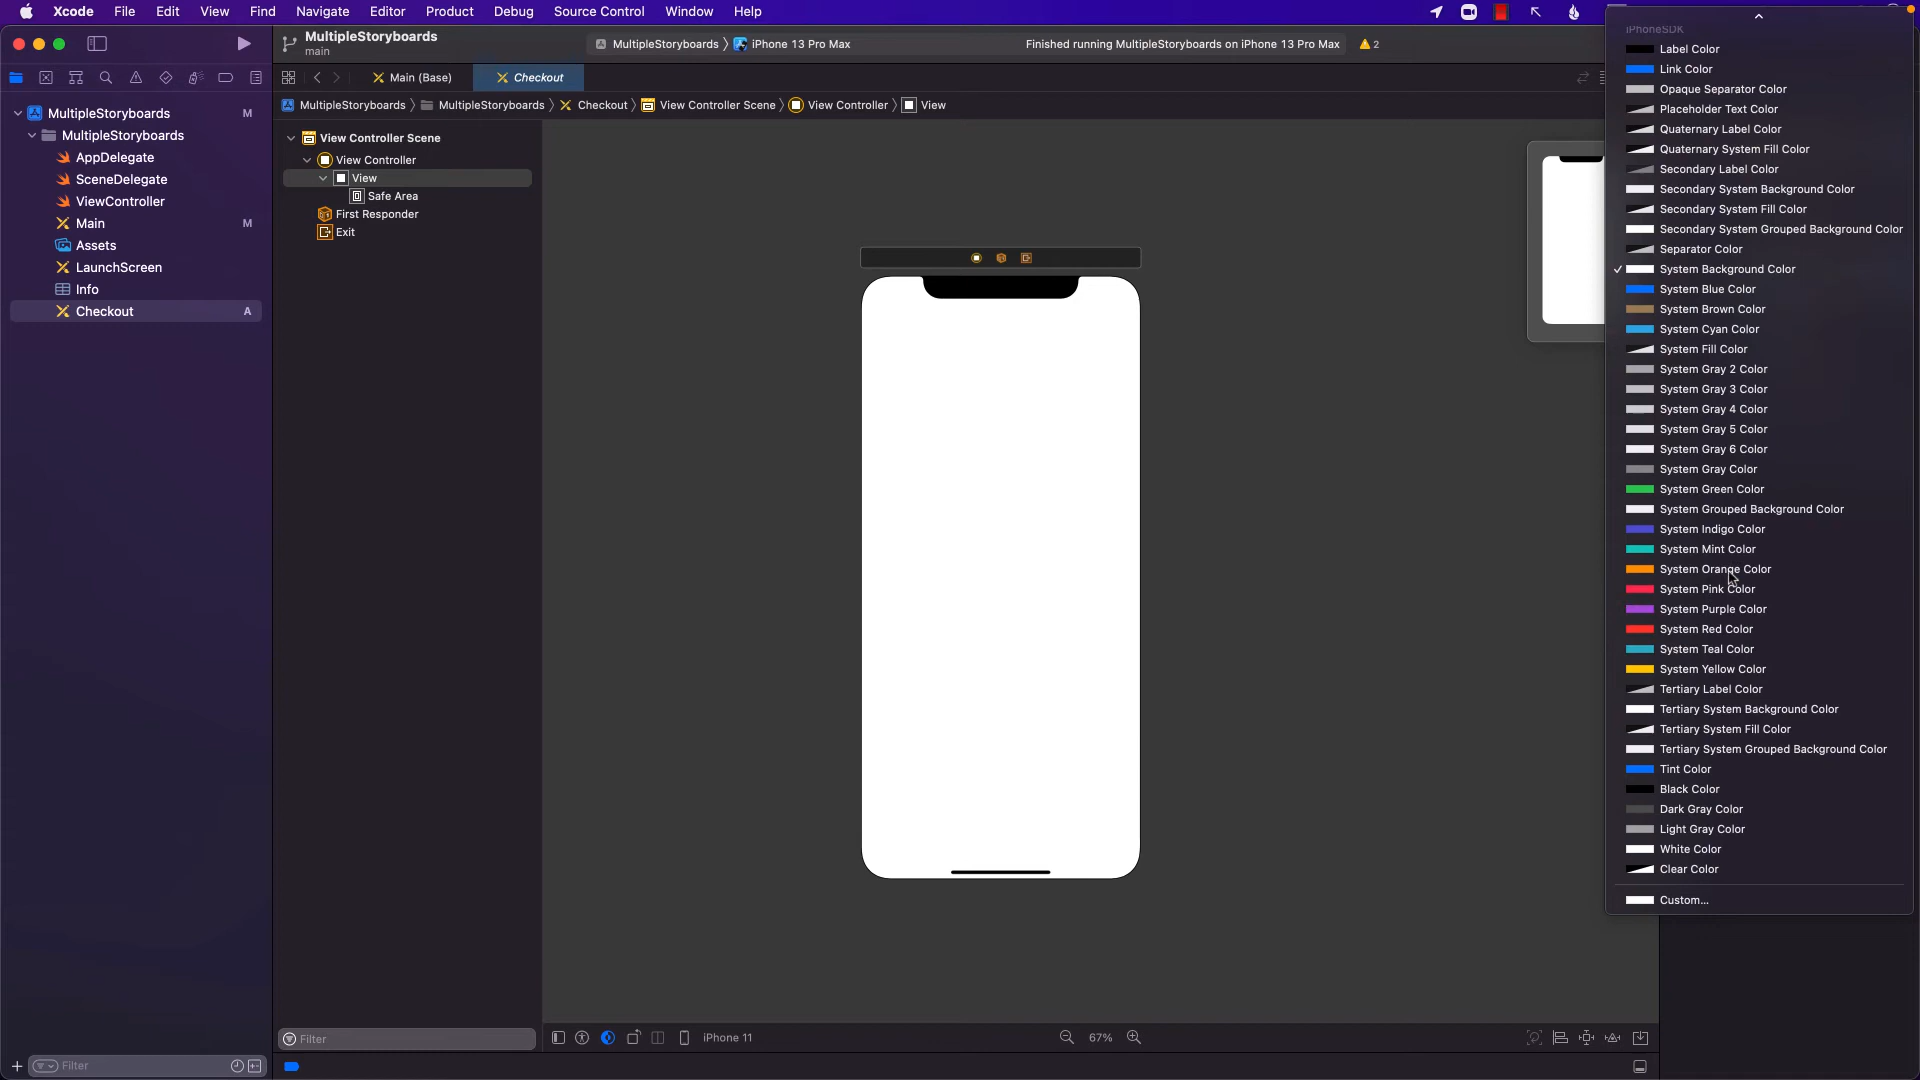 Xcode File Edit View Find Navigate Editor Product Debug Source Control Window Help
MultipleStoryboards
main
MultipleStoryboards iPhone 13 Pro Max
Finished running MultipleStoryboards on iPhone 13 Pro Max 2
Main (Base)
Checkout
MultipleStoryboards MultipleStoryboards Checkout View Controller Scene View Controller View
MultipleStoryboards M
MultipleStoryboards
AppDelegate
SceneDelegate
ViewController
Main M
Assets
LaunchScreen
Info
Checkout A
View Controller Scene
View Controller
View
Safe Area
First Responder
Exit
iPhoneSDK
Label Color
Link Color
Opaque Separator Color
Placeholder Text Color
Quaternary Label Color
Quaternary System Fill Color
Secondary Label Color
Secondary System Background Color
Secondary System Fill Color
Secondary System Grouped Background Color
Separator Color
System Background Color
System Blue Color
System Brown Color
System Cyan Color
System Fill Color
System Gray 2 Color
System Gray 3 Color
System Gray 4 Color
System Gray 5 Color
System Gray 6 Color
System Gray Color
System Green Color
System Grouped Background Color
System Indigo Color
System Mint Color
System Orange Color
System Pink Color
System Purple Color
System Red Color
System Teal Color
System Yellow Color
Tertiary Label Color
Tertiary System Background Color
Tertiary System Fill Color
Tertiary System Grouped Background Color
Tint Color
Black Color
Dark Gray Color
Light Gray Color
White Color
Clear Color
Custom...
Filter
iPhone 11
67%
Filter